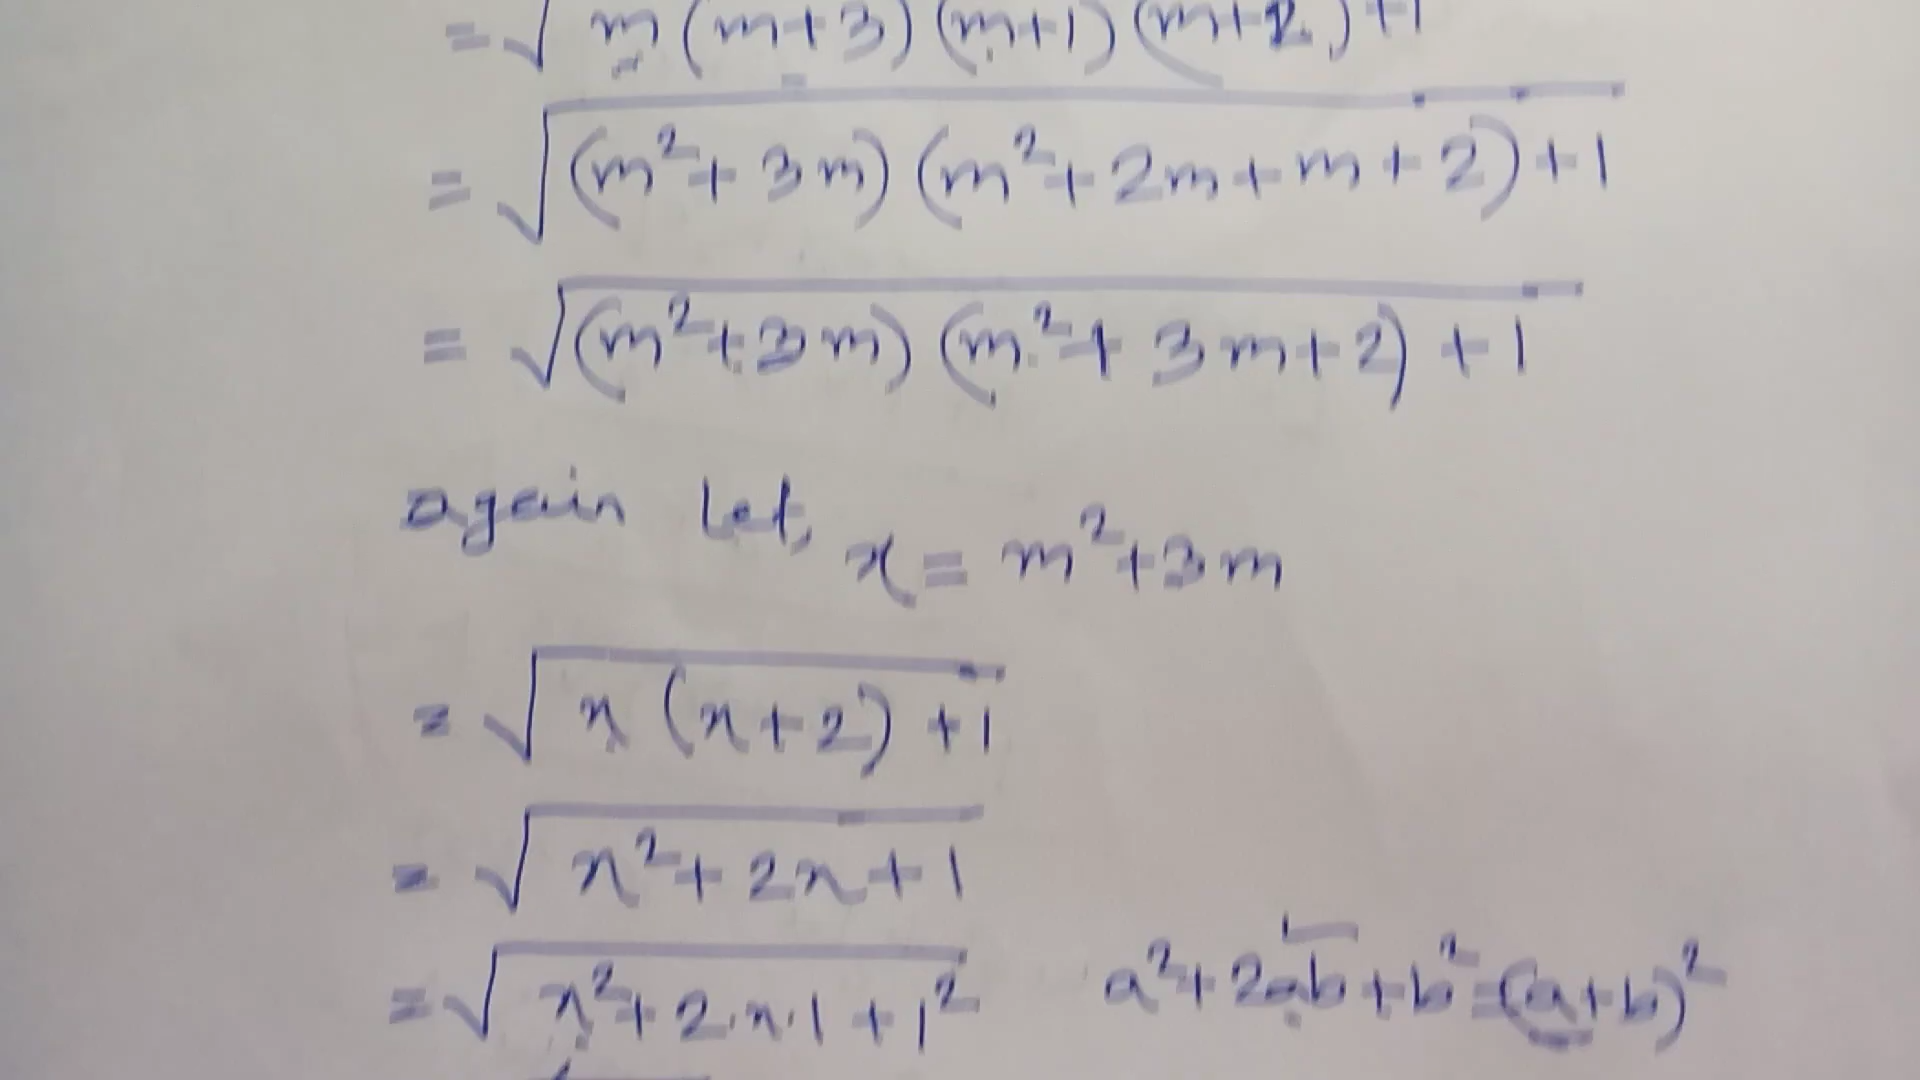 = √m(m+3)(m+1)(m+2)+1
= √(m²+3m)(m²+2m+m+2)+1
= √(m²+3m)(m²+3m+2)+1
again let, x = m²+3m
= √x(x+2)+1
= √x²+2x+1
= √x²+2·x·1+1² a²+2ab+b²=(a+b)²